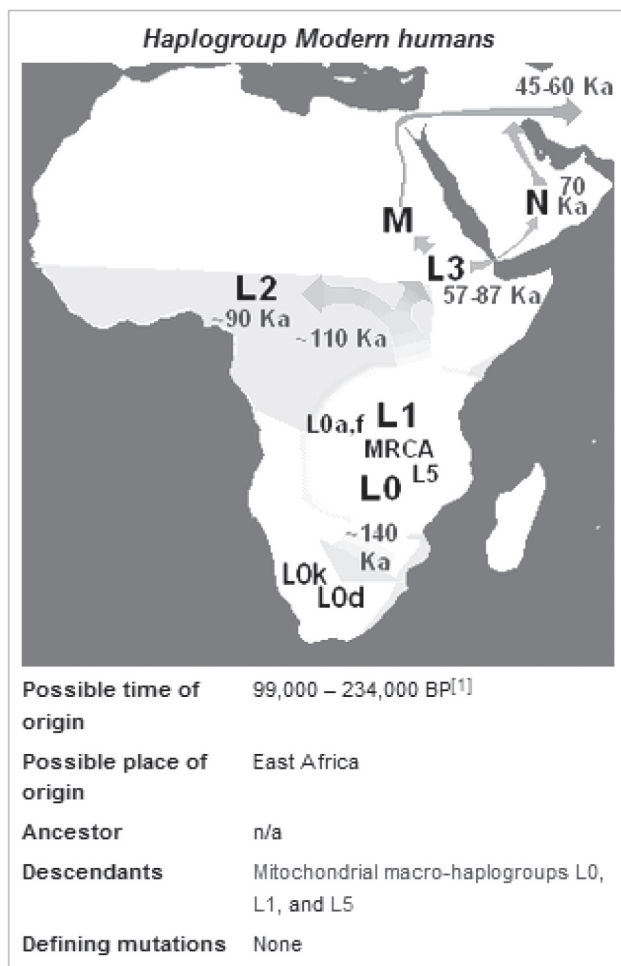 Haplogroup Modern humans
45-60 Ka
M
N
70
Ka
L3
57-87 Ka
L2
~90 Ka
~110 Ka
L0a,f
L1
MRCA
L5
L0
~140
Ka
L0k
L0d
Possible time of
origin
99,000 – 234,000 BP[1]
Possible place of
origin
East Africa
Ancestor
n/a
Descendants
Mitochondrial macro-haplogroups L0,
L1, and L5
Defining mutations
None